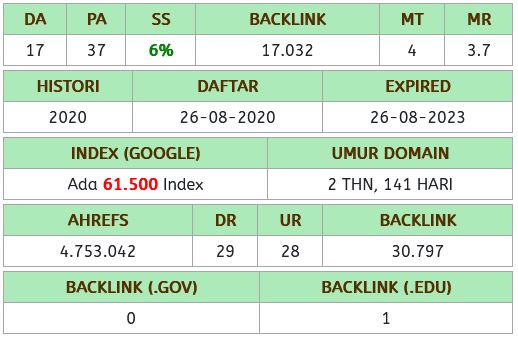 DA PA SS BACKLINK MT MR
17 37 6% 17.032 4 3.7
HISTORI DAFTAR EXPIRED
2020 26-08-2020 26-08-2023
INDEX (GOOGLE) UMUR DOMAIN
Ada 61.500 Index 2 THN, 141 HARI
AHREFS DR UR BACKLINK
4.753.042 29 28 30.797
BACKLINK (.GOV) BACKLINK (.EDU)
0 1